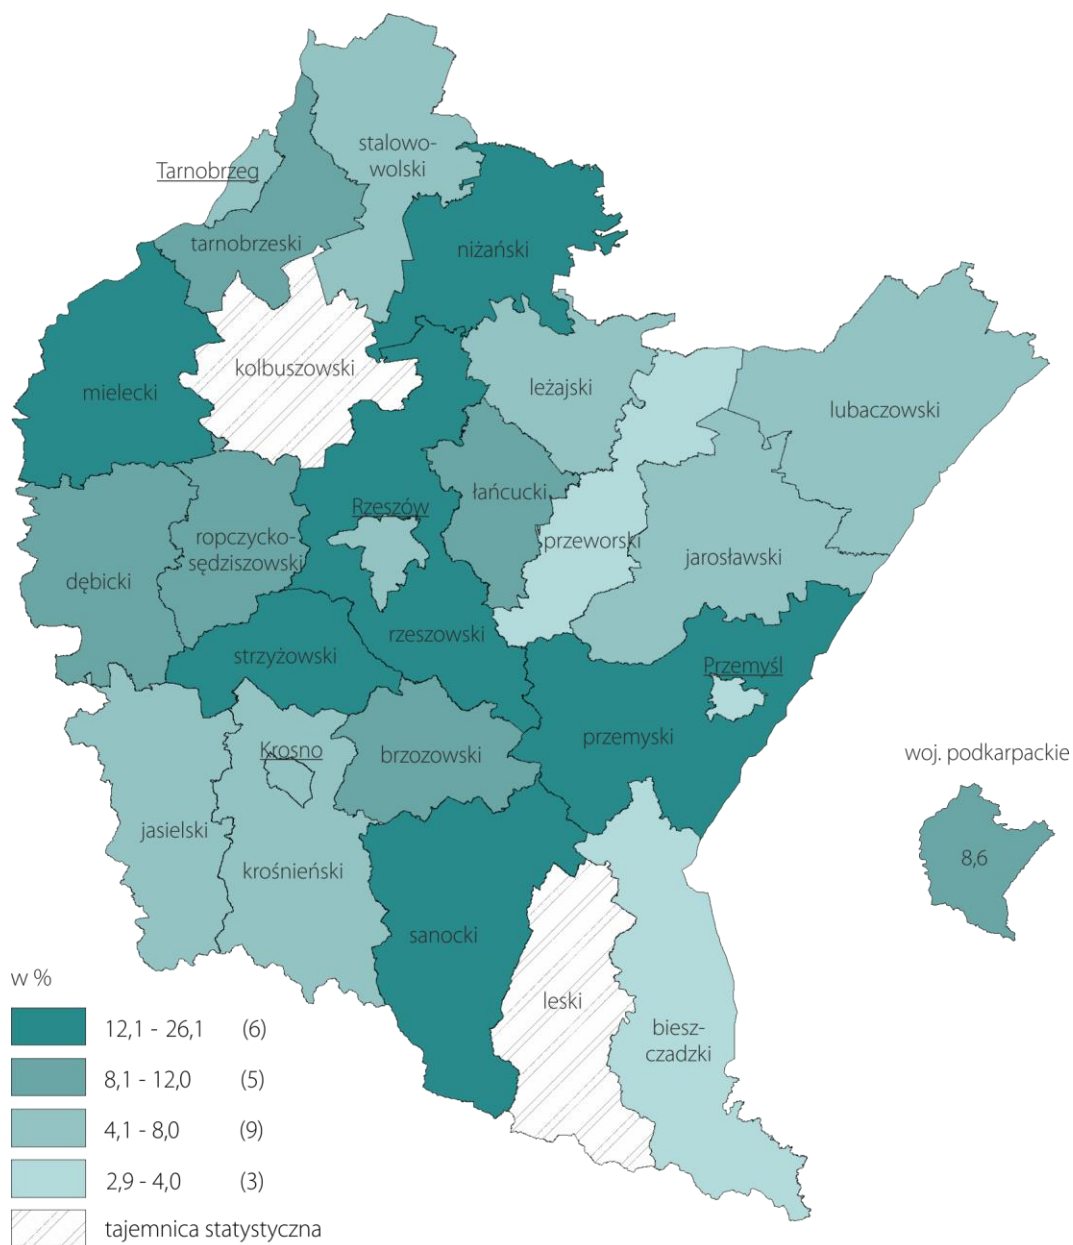 stalowo-
wolski
Tarnobrzeg
tarnobrzeski
niżański
kolbuszowski
mielecki
leżajski
lubaczowski
łańcucki
Rzeszów
ropczycko-
sędziszowski
przeworski
jarosławski
dębicki
rzeszowski
strzyżowski
Przemyśl
przemyski
Krosno
brzozowski
woj. podkarpackie
8,6
jasielski
krośnieński
sanocki
leski
biesz-
czadzki
w %
12,1 - 26,1 (6)
8,1 - 12,0 (5)
4,1 - 8,0 (9)
2,9 - 4,0 (3)
tajemnica statystyczna